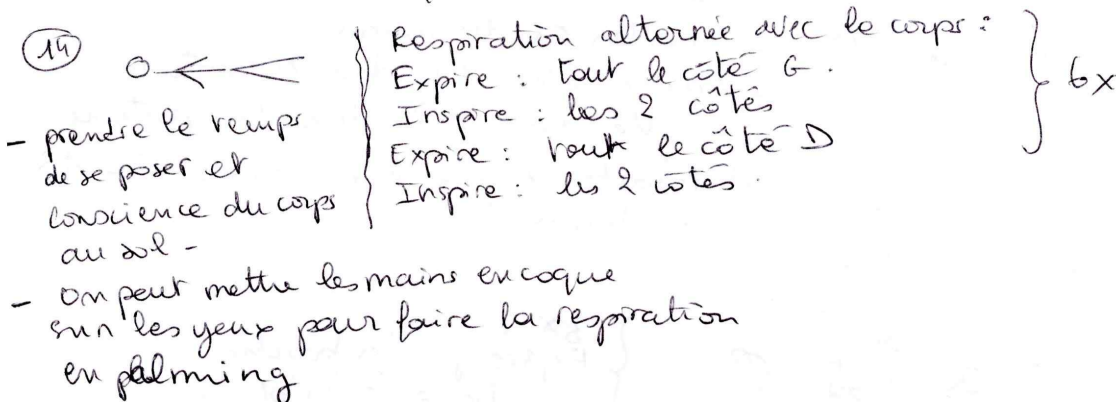 14
- prendre le temps
de se poser et
conscience du corps
au sol -
- on peut mettre les mains en coque
sur les yeux pour faire la respiration
en palming
Respiration alternée avec le corps :
Expire : tout le côté G.
Inspire : les 2 côtés
Expire : tout le côté D
Inspire : les 2 côtés.
6x